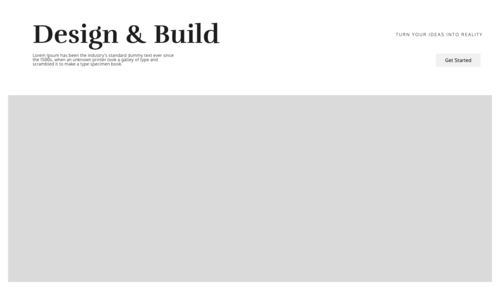 Design & Build
TURN YOUR IDEAS INTO REALITY
Lorem Ipsum has been the industry's standard dummy text ever since
the 1500s, when an unknown printer took a galley of type and
scrambled it to make a type specimen book.
Get Started